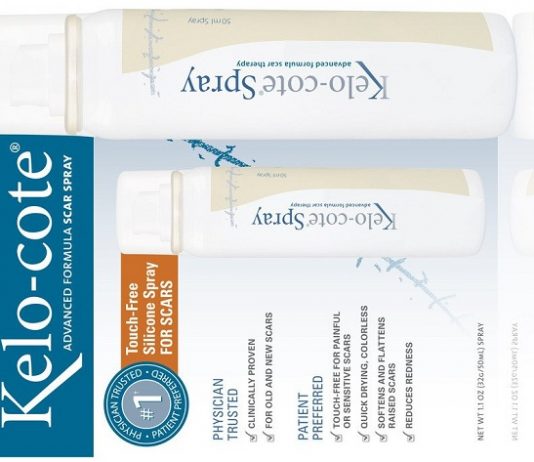 Kelo-cote®
ADVANCED FORMULA SCAR SPRAY
Touch-Free
Silicone Spray
FOR SCARS
PHYSICIAN TRUSTED • PATIENT PREFERRED •
#1
PHYSICIAN
TRUSTED
CLINICALLY PROVEN
FOR OLD AND NEW SCARS
PATIENT
PREFERRED
TOUCH-FREE FOR PAINFUL
OR SENSITIVE SCARS
QUICK DRYING, COLORLESS
SOFTENS AND FLATTENS
RAISED SCARS
REDUCES REDNESS
NET WT 1.1 OZ (32g/50mL) SPRAY
Kelo-cote®Spray
advanced formula scar therapy
50ml Spray
Kelo-cote®Spray
advanced formula scar therapy
50ml Spray